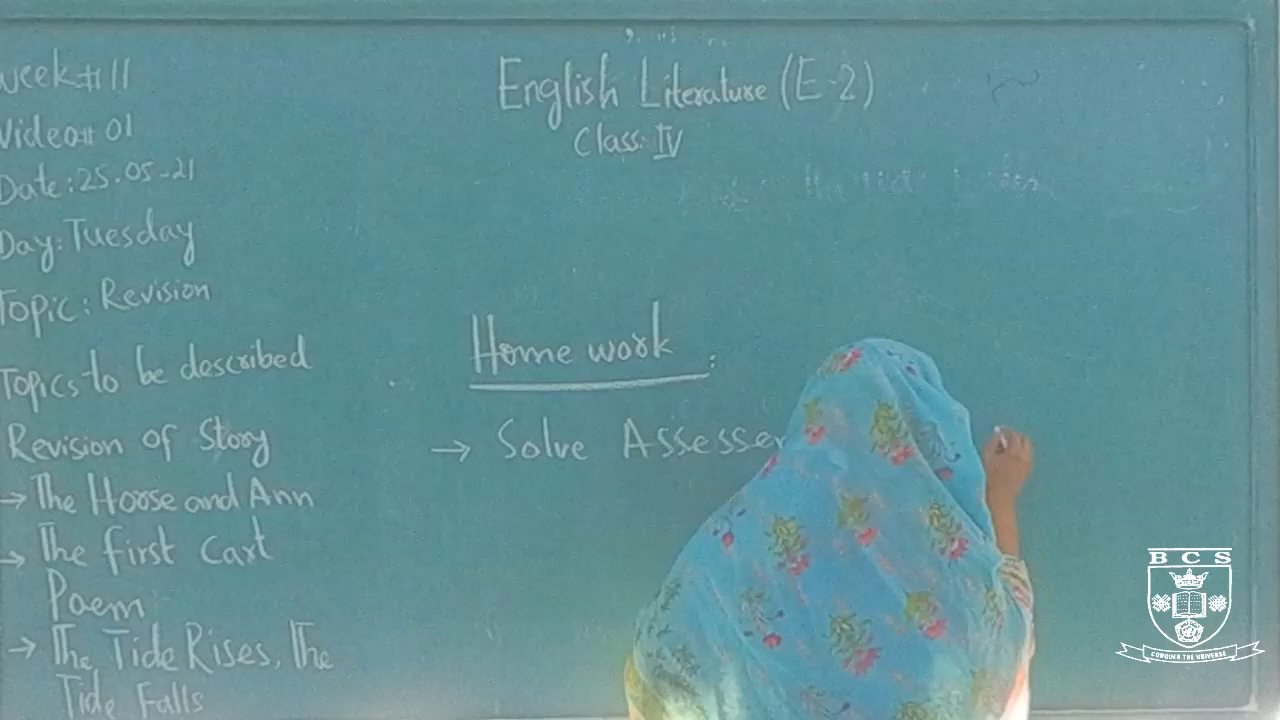 Week#11
Video#01
Date:25.05-21
Day:Tuesday
Topic: Revision
Topics to be described
Revision of Story
→ The Horse and Ann
→ The first Cart
Poem
→ The Tide Rises, The
Tide Falls
English Literature (E-2)
Class: IV
Home work :
→ Solve Assesse
BCS
CONQUER THE UNIVERSE